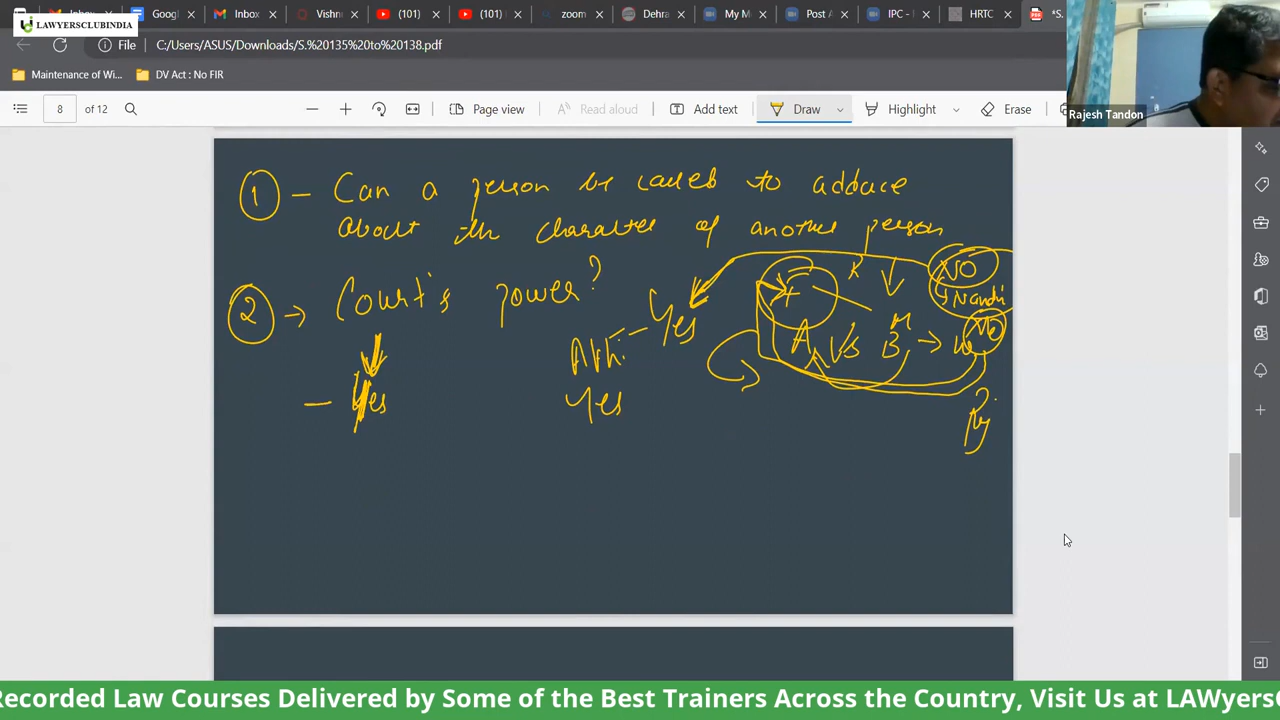 Googl
Inbox
Vishn
(101)
(101)
zoom
Dehra
My M
Post
IPC -
HRTC
*S.
LAWYERSCLUBINDIA
File
C:/Users/ASUS/Downloads/S.%20135%20to%20138.pdf
Maintenance of Wi...
DV Act : No FIR
8 of 12
Page view
Read aloud
Add text
Draw
Highlight
Erase
Rajesh Tandon
1 - Can a person be called to adduce
about the character of another person
2 → Court's power?
NO
Yes
A Vs B →
No
- Yes
Yes
Recorded Law Courses Delivered by Some of the Best Trainers Across the Country, Visit Us at LAWyersC